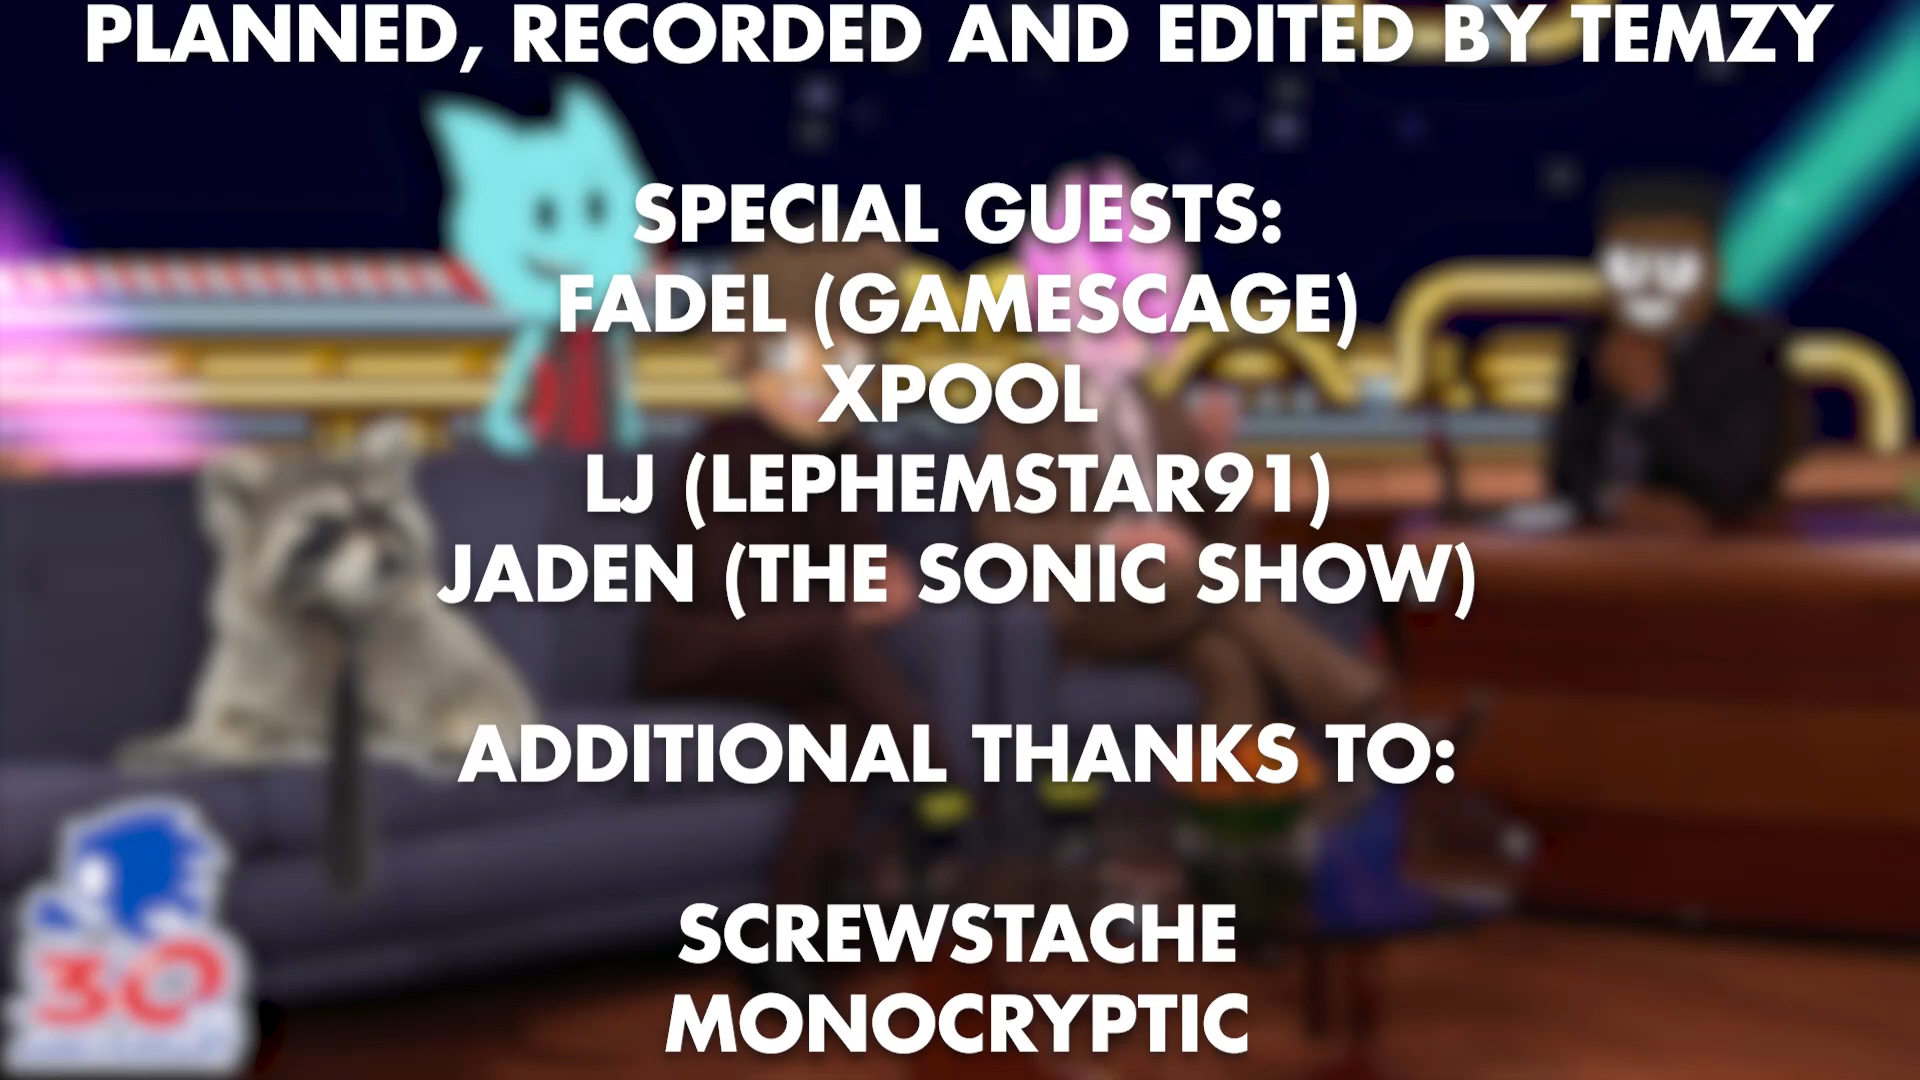 PLANNED, RECORDED AND EDITED BY TEMZY
SPECIAL GUESTS:
FADEL (GAMESCAGE)
XPOOL
LJ (LEPHEMSTAR91)
JADEN (THE SONIC SHOW)
ADDITIONAL THANKS TO:
SCREWSTACHE
MONOCRYPTIC
30